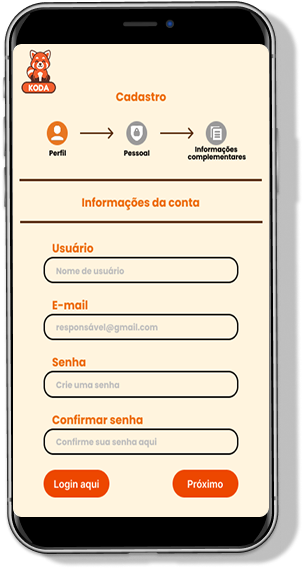 KODA
Cadastro
Perfil
Pessoal
Informações
complementares
Informações da conta
Usuário
Nome de usuário
E-mail
responsável@gmail.com
Senha
Crie uma senha
Confirmar senha
Confirme sua senha aqui
Login aqui
Próximo